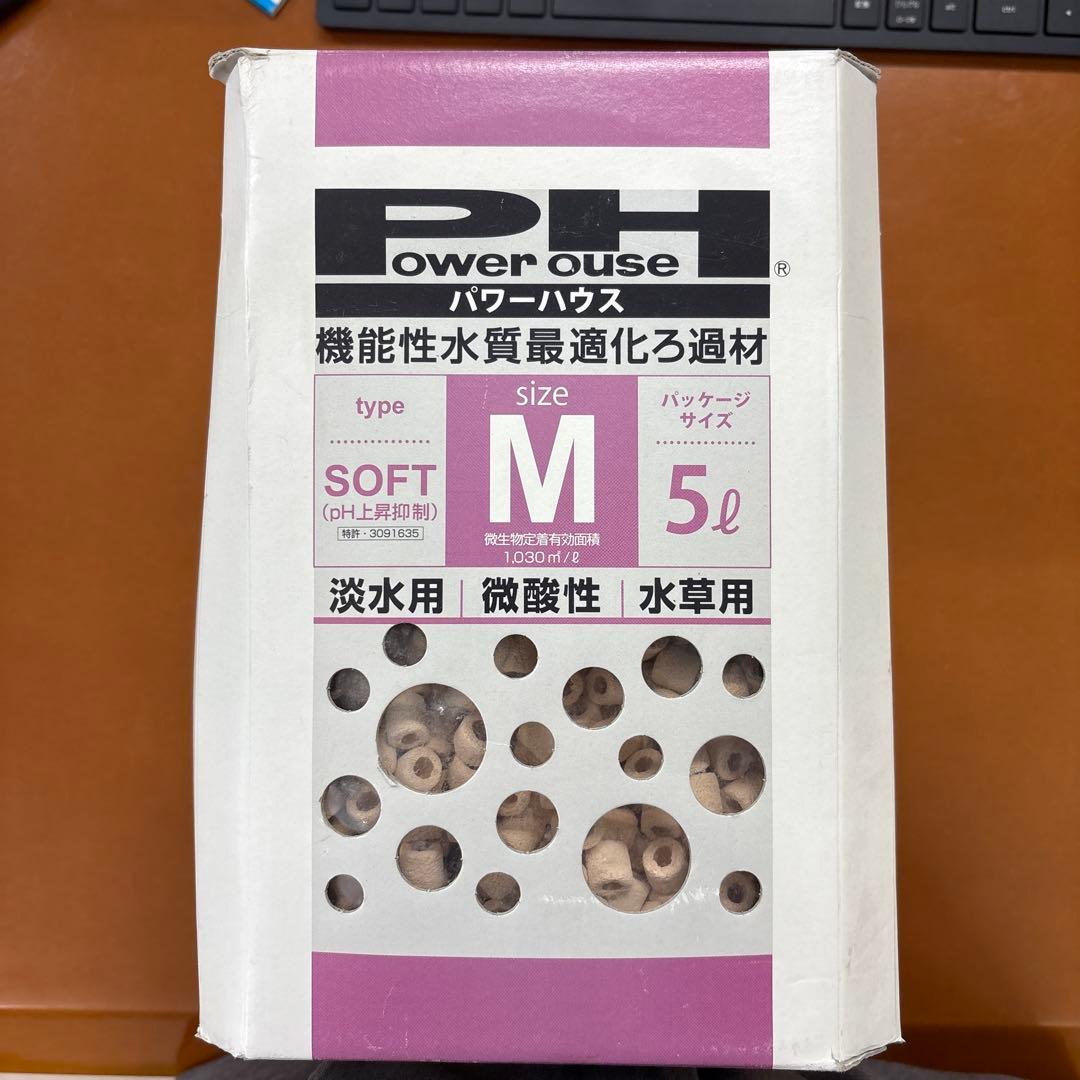 Power House
®
パワーハウス
機能性水質最適化ろ過材
type
SOFT
(pH上昇抑制)
特許・3091635
size
M
微生物定着有効面積
1,030㎡/ℓ
パッケージ
サイズ
5ℓ
淡水用
微酸性
水草用